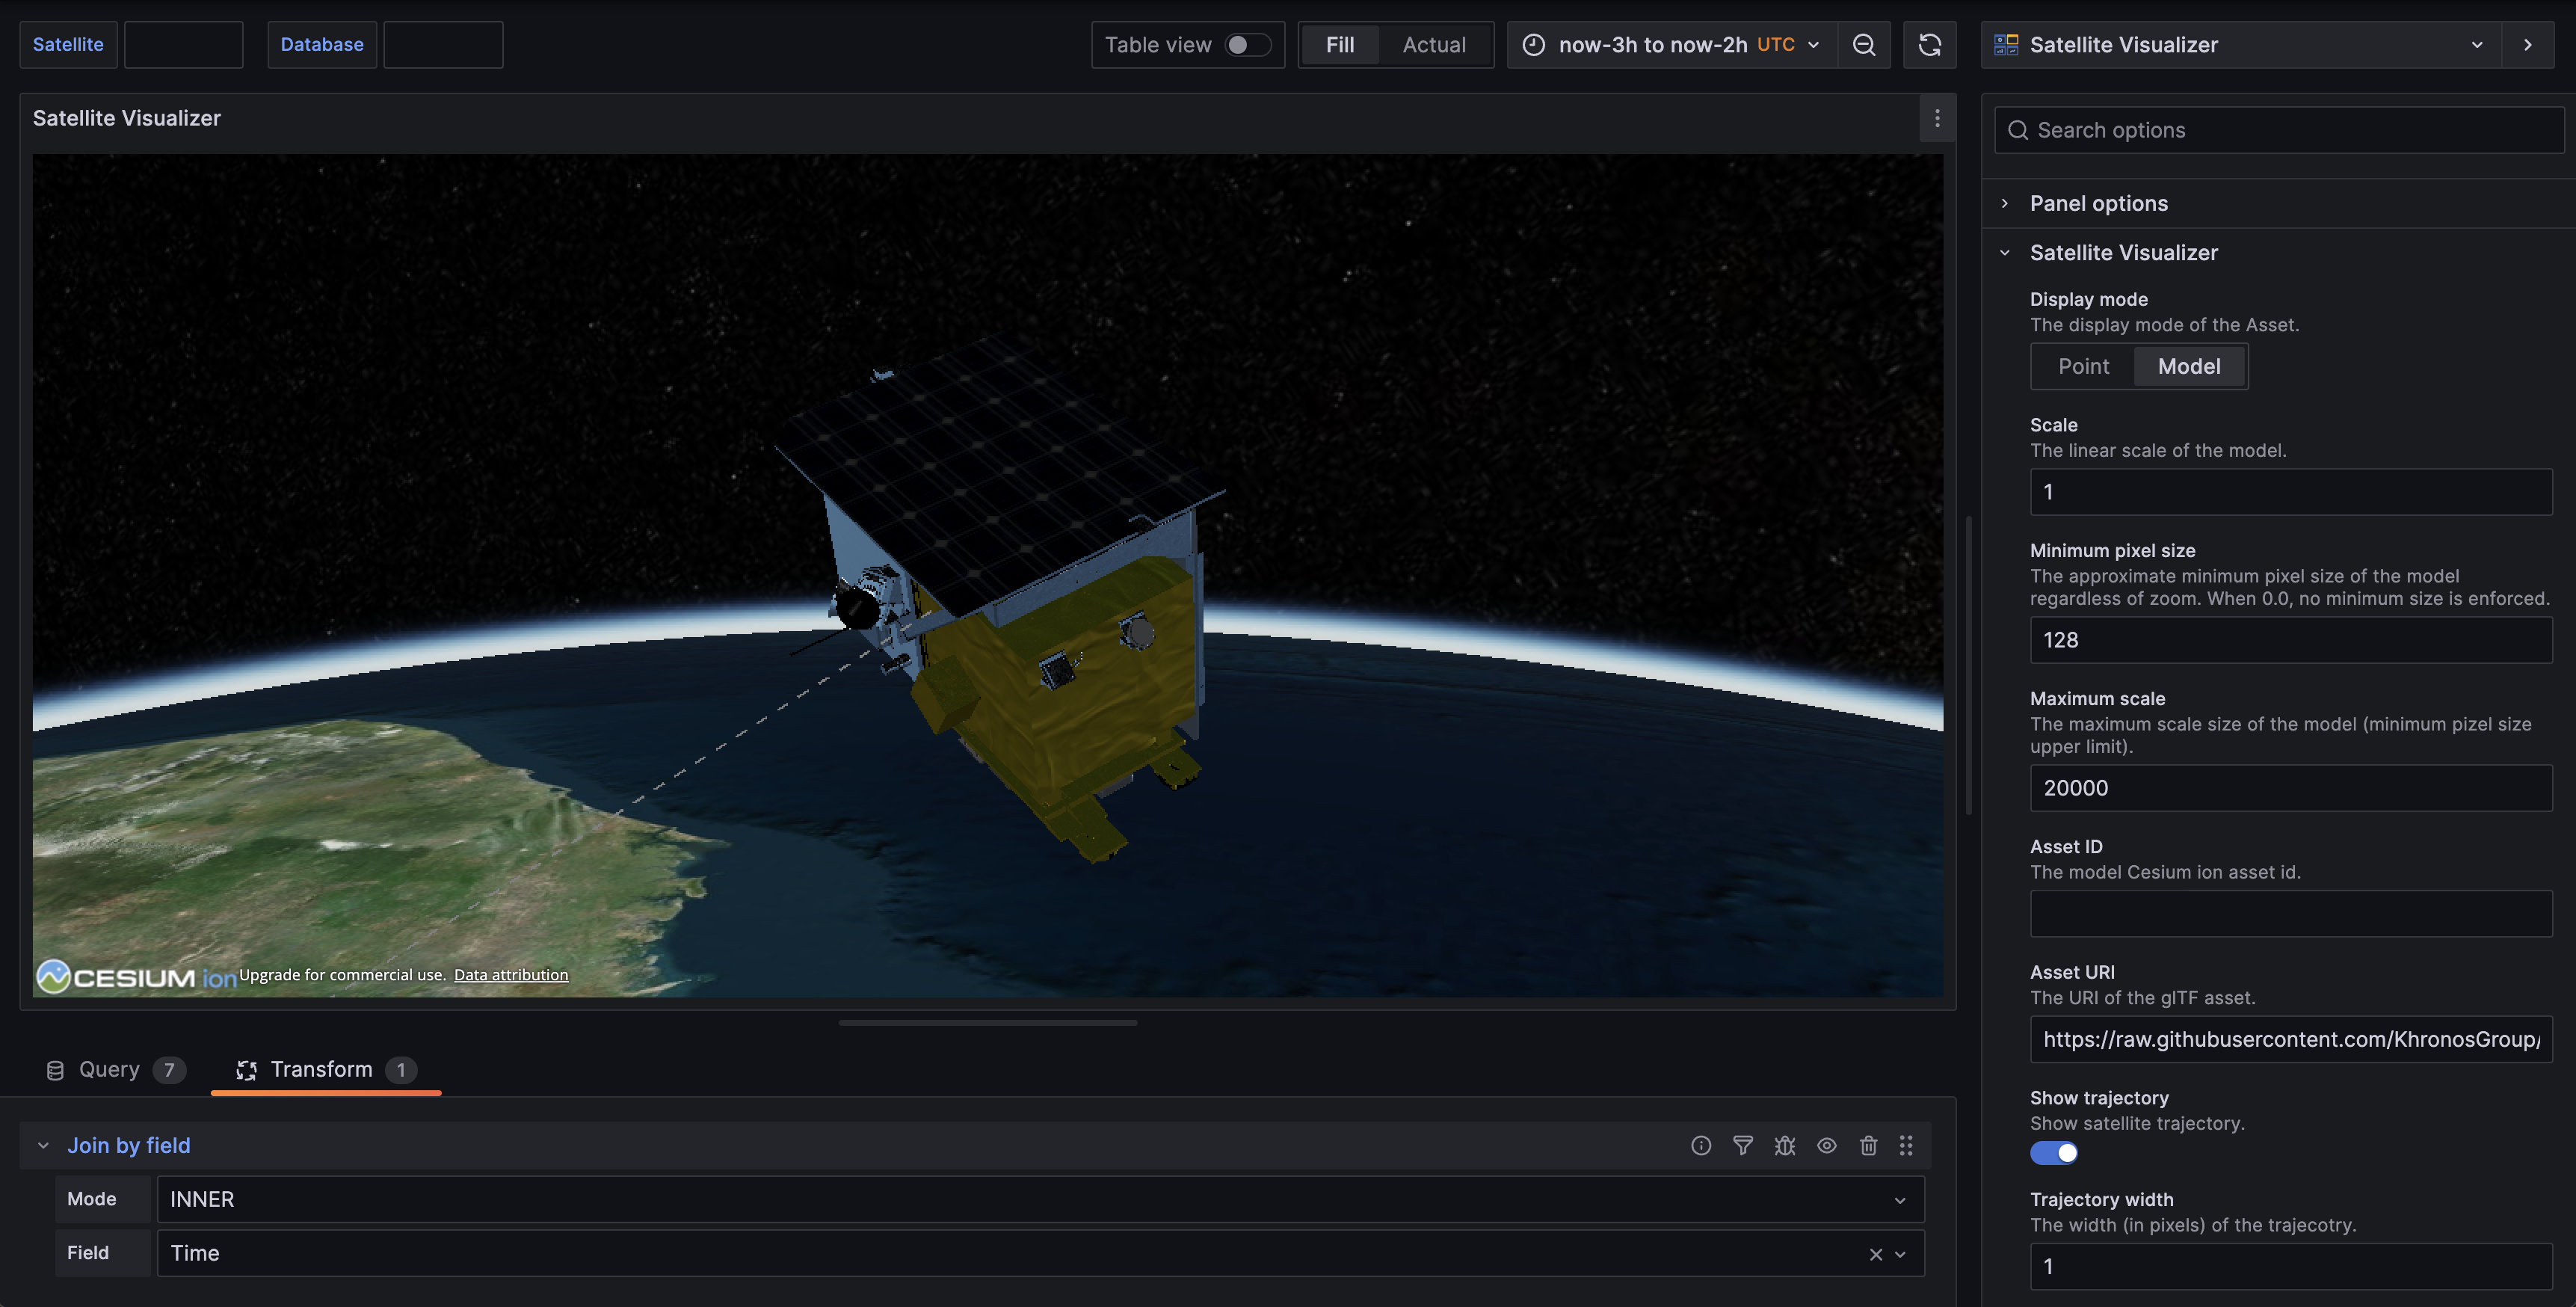 Satellite
Database
Table view
Fill
Actual
now-3h to now-2h UTC
Satellite Visualizer
Satellite Visualizer
CESIUM ion Upgrade for commercial use. Data attribution
Query 7
Transform 1
Join by field
Mode
INNER
Field
Time
Search options
Panel options
Satellite Visualizer
Display mode
The display mode of the Asset.
Point
Model
Scale
The linear scale of the model.
1
Minimum pixel size
The approximate minimum pixel size of the model
regardless of zoom. When 0.0, no minimum size is enforced.
128
Maximum scale
The maximum scale size of the model (minimum pizel size
upper limit).
20000
Asset ID
The model Cesium ion asset id.
Asset URI
The URI of the glTF asset.
https://raw.githubusercontent.com/KhronosGroup/
Show trajectory
Show satellite trajectory.
Trajectory width
The width (in pixels) of the trajecotry.
1